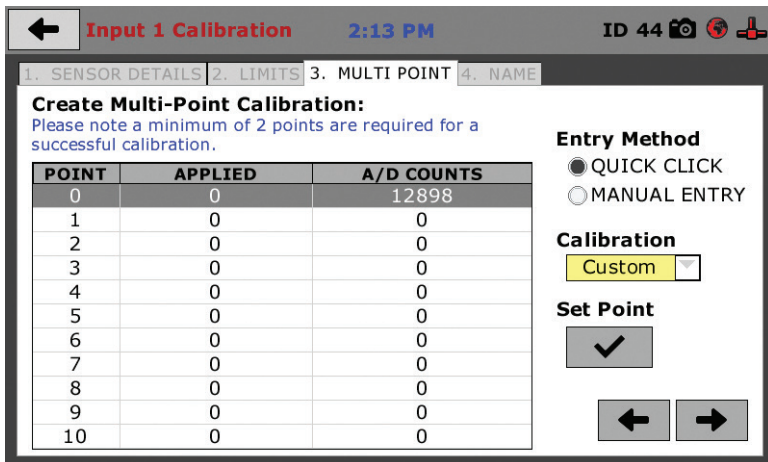 Input 1 Calibration 2:13 PM ID 44
1. SENSOR DETAILS 2. LIMITS 3. MULTI POINT 4. NAME
Create Multi-Point Calibration:
Please note a minimum of 2 points are required for a
successful calibration.
POINT APPLIED A/D COUNTS
0 0 12898
1 0 0
2 0 0
3 0 0
4 0 0
5 0 0
6 0 0
7 0 0
8 0 0
9 0 0
10 0 0
Entry Method
QUICK CLICK
MANUAL ENTRY
Calibration
Custom
Set Point